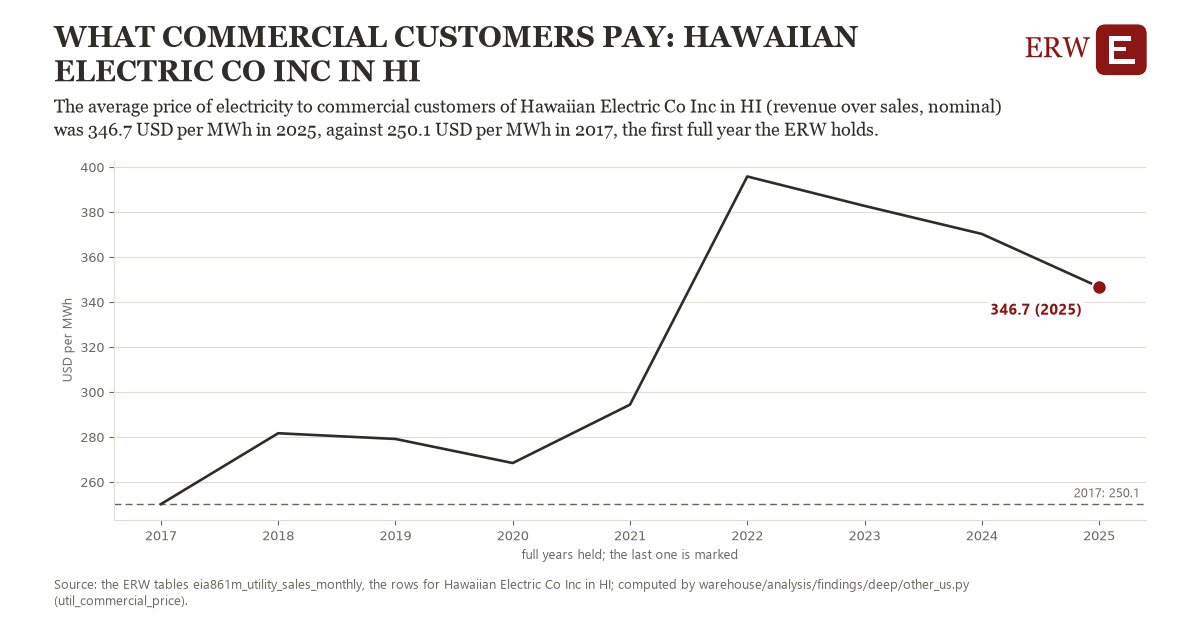 WHAT COMMERCIAL CUSTOMERS PAY: HAWAIIAN
ELECTRIC CO INC IN HI
ERW E
The average price of electricity to commercial customers of Hawaiian Electric Co Inc in HI (revenue over sales, nominal)
was 346.7 USD per MWh in 2025, against 250.1 USD per MWh in 2017, the first full year the ERW holds.
400
380
360
340
320
300
280
260
USD per MWh
346.7 (2025)
2017: 250.1
2017 2018 2019 2020 2021 2022 2023 2024 2025
full years held; the last one is marked
Source: the ERW tables eia861m_utility_sales_monthly, the rows for Hawaiian Electric Co Inc in HI; computed by warehouse/analysis/findings/deep/other_us.py
(util_commercial_price).